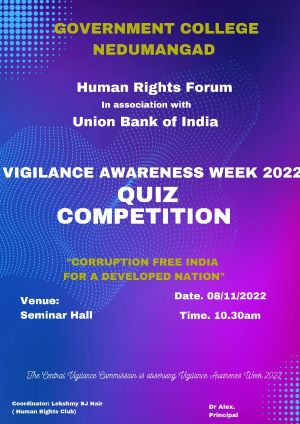 GOVERNMENT COLLEGE
NEDUMANGAD
Human Rights Forum
In association with
Union Bank of India
VIGILANCE AWARENESS WEEK 2022
QUIZ
COMPETITION
"CORRUPTION FREE INDIA
FOR A DEVELOPED NATION"
Venue:
Seminar Hall
Date. 08/11/2022
Time. 10.30am
The Central Vigilance Commission is observing Vigilance Awarenes Week 2022
Coordinator: Lekshmy SJ Nair
( Human Rights Club)
Dr Alex.
Principal